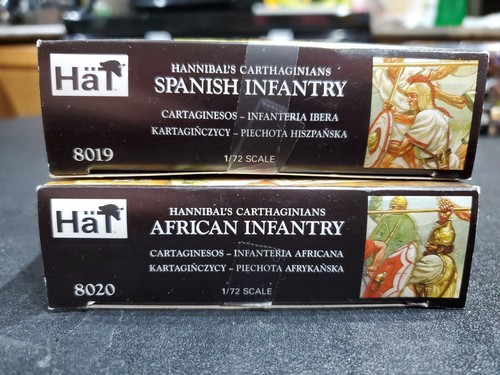 HäT
HANNIBAL'S CARTHAGINIANS
SPANISH INFANTRY
CARTAGINESOS – INFANTERIA IBERA
KARTAGIŃCZYCY – PIECHOTA HISZPAŃSKA
8019
1/72 SCALE
HäT
HANNIBAL'S CARTHAGINIANS
AFRICAN INFANTRY
CARTAGINESOS – INFANTERIA AFRICANA
KARTAGIŃCZYCY – PIECHOTA AFRYKAŃSKA
8020
1/72 SCALE